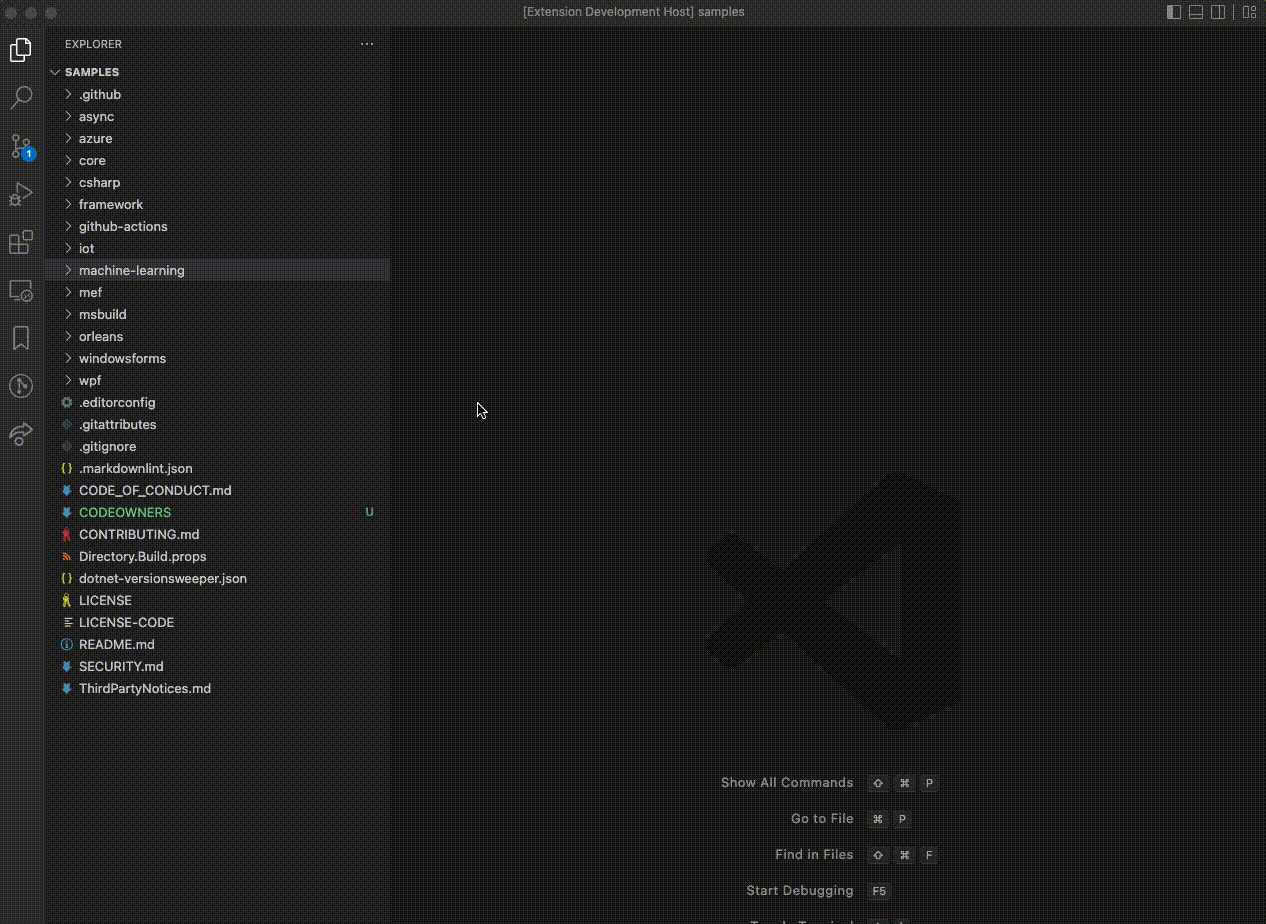 [Extension Development Host] samples
EXPLORER
SAMPLES
.github
async
azure
core
csharp
framework
github-actions
iot
machine-learning
mef
msbuild
orleans
windowsforms
wpf
.editorconfig
.gitattributes
.gitignore
.markdownlint.json
CODE_OF_CONDUCT.md
CODEOWNERS U
CONTRIBUTING.md
Directory.Build.props
dotnet-versionsweeper.json
LICENSE
LICENSE-CODE
README.md
SECURITY.md
ThirdPartyNotices.md
1
Show All Commands ⇧ ⌘ P
Go to File ⌘ P
Find in Files ⇧ ⌘ F
Start Debugging F5